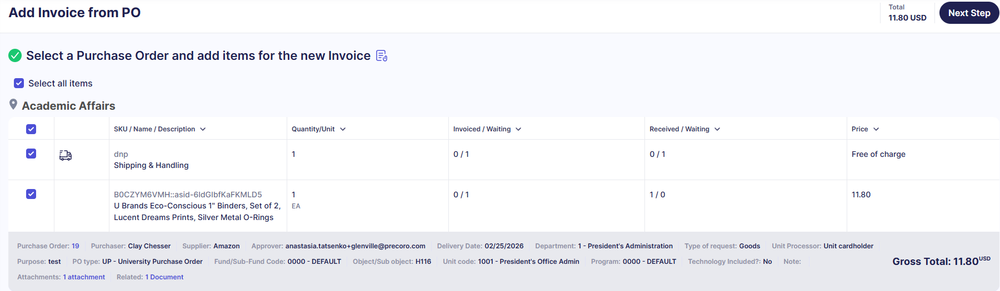 Add Invoice from PO
Total
11.80 USD
Next Step
Select a Purchase Order and add items for the new Invoice
Select all items
Academic Affairs
SKU / Name / Description Quantity/Unit Invoiced / Waiting Received / Waiting Price
dnp 1 0 / 1 0 / 1 Free of charge
Shipping & Handling
B0CZYM6VMH::asid-6IdGIbfKaFKMLD5 1 0 / 1 1 / 0 11.80
U Brands Eco-Conscious 1" Binders, Set of 2, EA
Lucent Dreams Prints, Silver Metal O-Rings
Purchase Order: 19 Purchaser: Clay Chesser Supplier: Amazon Approver: anastasia.tatsenko+glenville@precoro.com Delivery Date: 02/25/2026 Department: 1 - President's Administration Type of request: Goods Unit Processor: Unit cardholder
Purpose: test PO type: UP - University Purchase Order Fund/Sub-Fund Code: 0000 - DEFAULT Object/Sub object: H116 Unit code: 1001 - President's Office Admin Program: 0000 - DEFAULT Technology Included?: No Note:
Gross Total: 11.80 USD
Attachments: 1 attachment Related: 1 Document